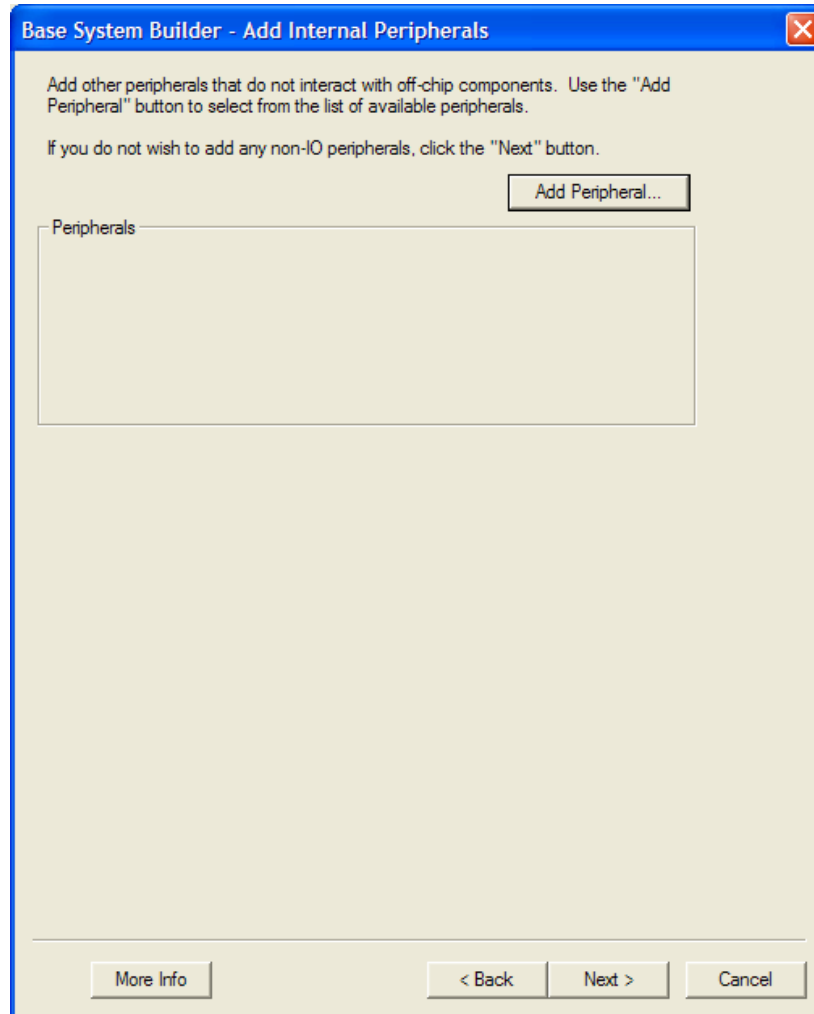 Base System Builder - Add Internal Peripherals
Add other peripherals that do not interact with off-chip components.  Use the "Add
Peripheral" button to select from the list of available peripherals.
If you do not wish to add any non-IO peripherals, click the "Next" button.
Add Peripheral...
Peripherals
More Info
< Back
Next >
Cancel